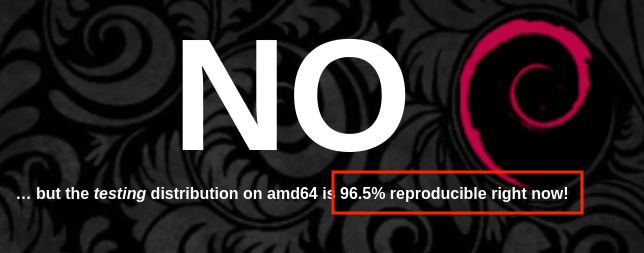 NO
... but the testing distribution on amd64 is 96.5% reproducible right now!